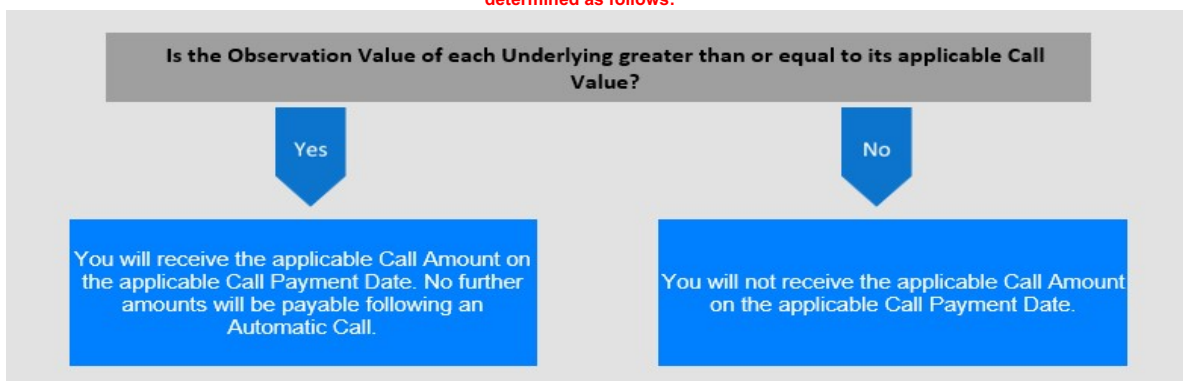 determined as follows:
Is the Observation Value of each Underlying greater than or equal to its applicable Call
Value?
Yes
No
You will receive the applicable Call Amount on
the applicable Call Payment Date. No further
amounts will be payable following an
Automatic Call.
You will not receive the applicable Call Amount
on the applicable Call Payment Date.